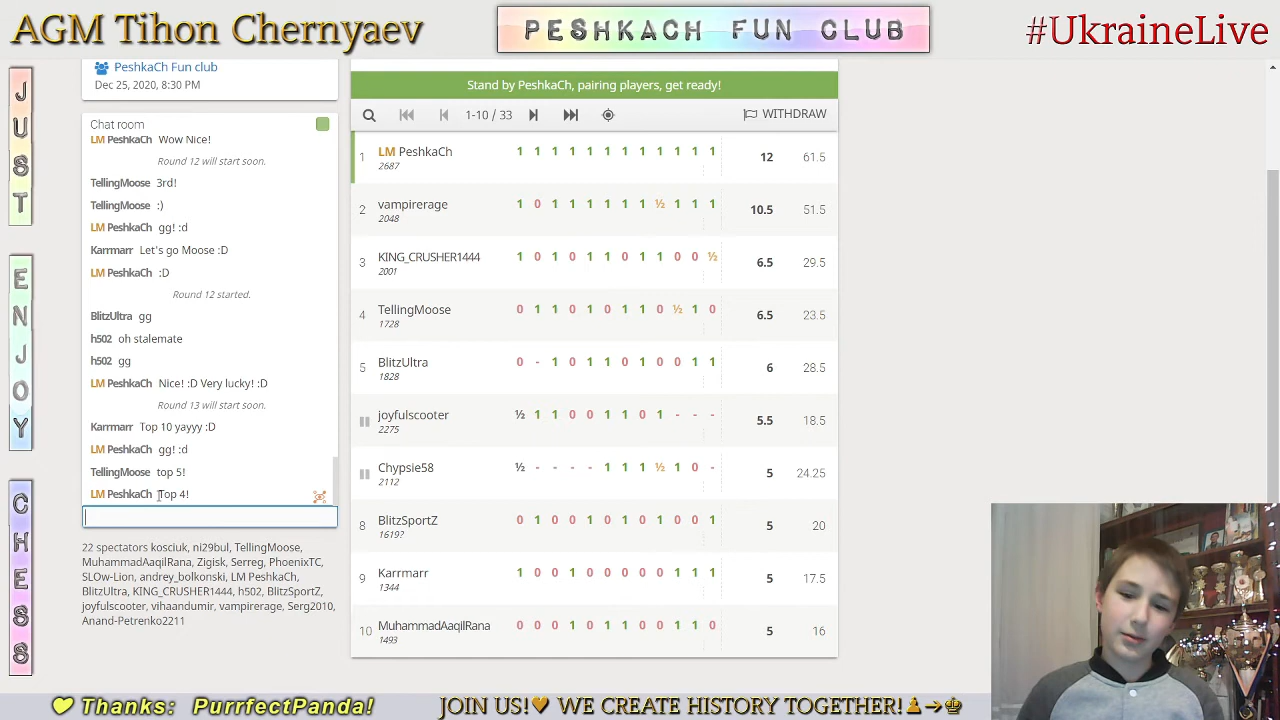 AGM Tihon Chernyaev
PESHKACH FUN CLUB
#UkraineLive
JUST
ENJOY
CHESS
PeshkaCh Fun club
Dec 25, 2020, 8:30 PM
Chat room
LM PeshkaCh Wow Nice!
Round 12 will start soon.
TellingMoose 3rd!
TellingMoose :)
LM PeshkaCh gg! :d
Karrmarr Let's go Moose :D
LM PeshkaCh :D
Round 12 started.
BlitzUltra gg
h502 oh stalemate
h502 gg
LM PeshkaCh Nice! :D Very lucky! :D
Round 13 will start soon.
Karrmarr Top 10 yayyy :D
LM PeshkaCh gg! :d
TellingMoose top 5!
LM PeshkaCh Top 4!
22 spectators kosciuk, ni29bul, TellingMoose,
MuhammadAaqilRana, Zigisk, Serreg, PhoenixTC,
SLOw-Lion, andrey_bolkonski, LM PeshkaCh,
BlitzUltra, KING_CRUSHER1444, h502, BlitzSportZ,
joyfulscooter, vihaandumir, vampirerage, Serg2010,
Anand-Petrenko2211
Stand by PeshkaCh, pairing players, get ready!
1-10 / 33 WITHDRAW
1 LM PeshkaCh 1 1 1 1 1 1 1 1 1 1 1 1 12 61.5
2687
2 vampirerage 1 0 1 1 1 1 1 1 ½ 1 1 1 10.5 51.5
2048
3 KING_CRUSHER1444 1 0 1 0 1 1 0 1 1 0 0 ½ 6.5 29.5
2001
4 TellingMoose 0 1 1 0 1 0 1 1 0 ½ 1 0 6.5 23.5
1728
5 BlitzUltra 0 - 1 0 1 1 0 1 0 0 1 1 6 28.5
1828
joyfulscooter ½ 1 1 0 0 1 1 0 1 - - - 5.5 18.5
2275
Chypsie58 ½ - - - - 1 1 1 ½ 1 0 - 5 24.25
2112
8 BlitzSportZ 0 1 0 0 1 0 1 0 1 0 0 1 5 20
1619?
9 Karrmarr 1 0 0 1 0 0 0 0 0 1 1 1 5 17.5
1344
10 MuhammadAaqilRana 0 0 0 1 0 1 1 0 0 1 1 0 5 16
1493
Thanks: PurrfectPanda!
JOIN US! WE CREATE HISTORY TOGETHER!